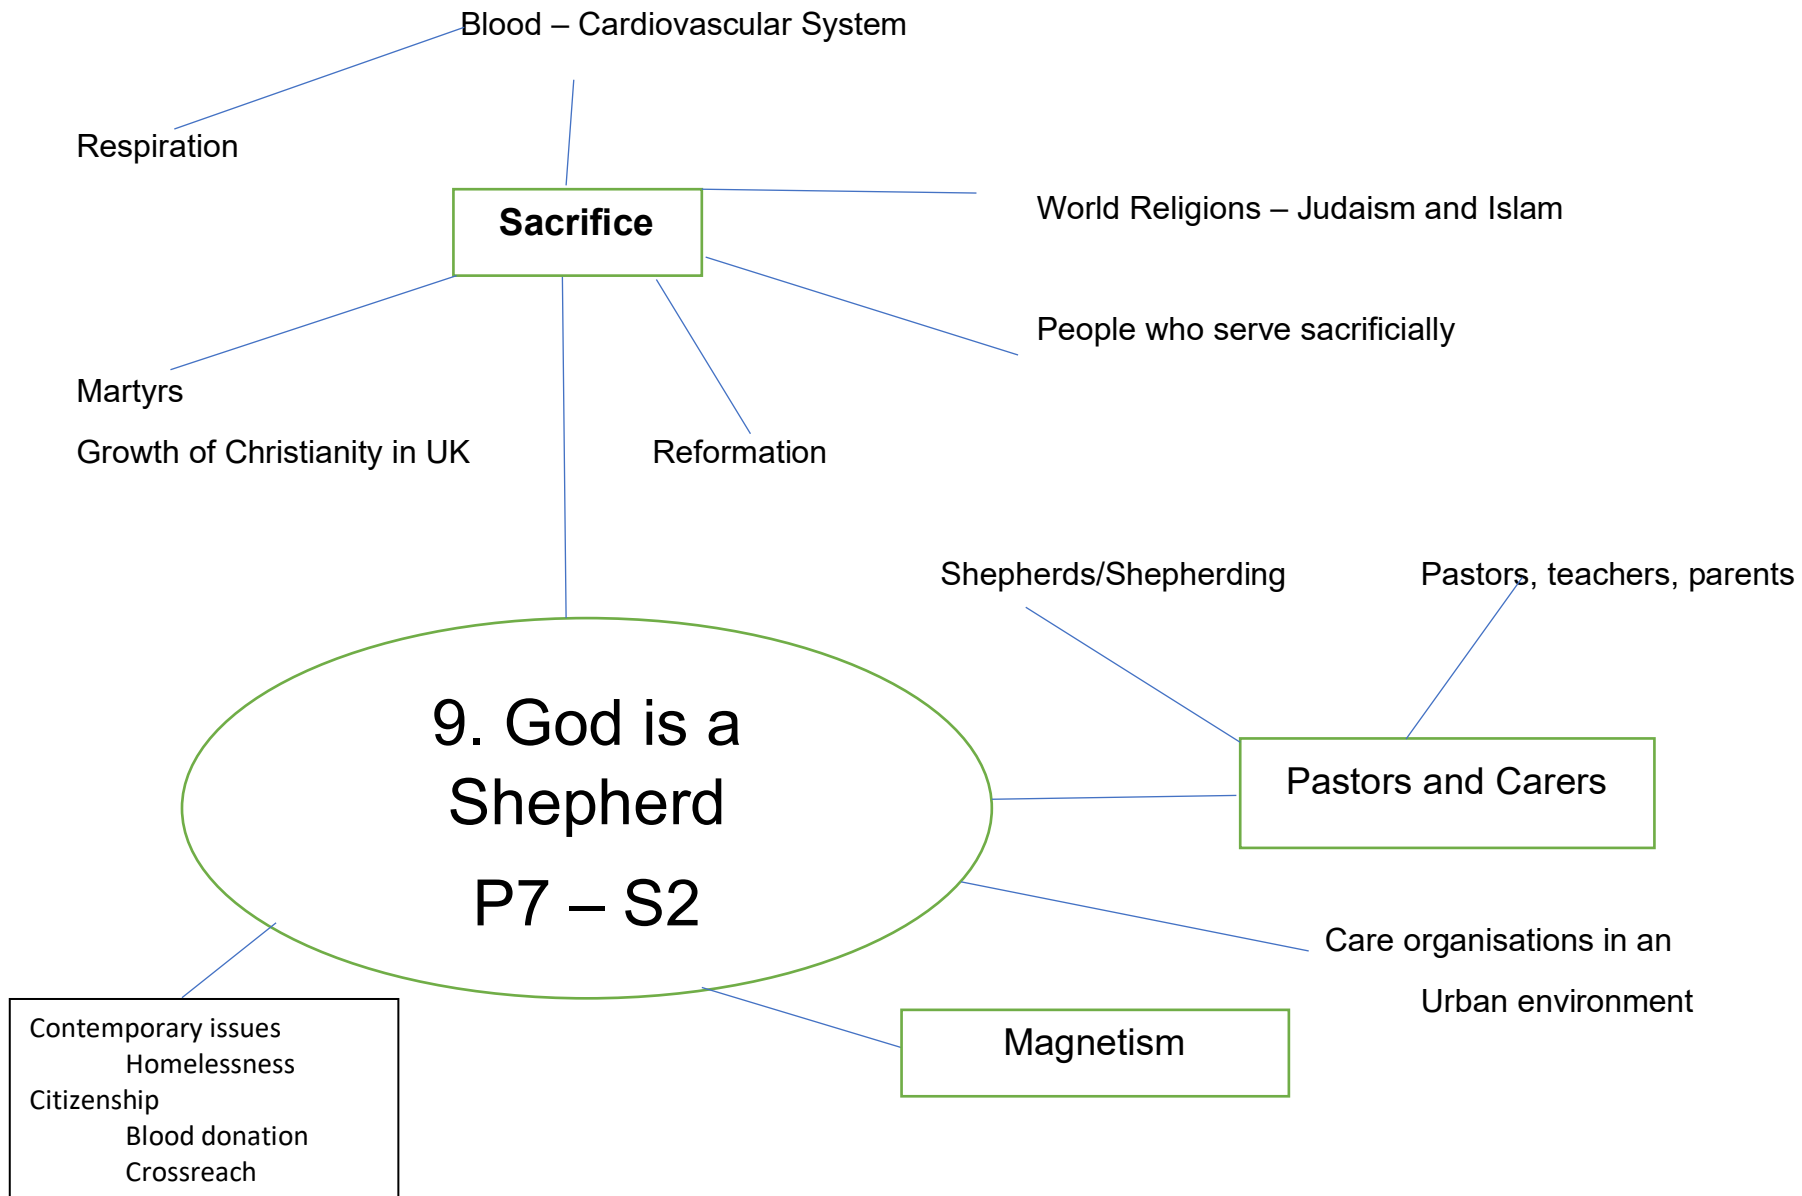 Blood – Cardiovascular System
Respiration
Sacrifice
World Religions – Judaism and Islam
People who serve sacrificially
Martyrs
Growth of Christianity in UK
Reformation
Shepherds/Shepherding
Pastors, teachers, parents
9. God is a
Shepherd
P7 – S2
Pastors and Carers
Care organisations in an
Urban environment
Magnetism
Contemporary issues
Homelessness
Citizenship
Blood donation
Crossreach